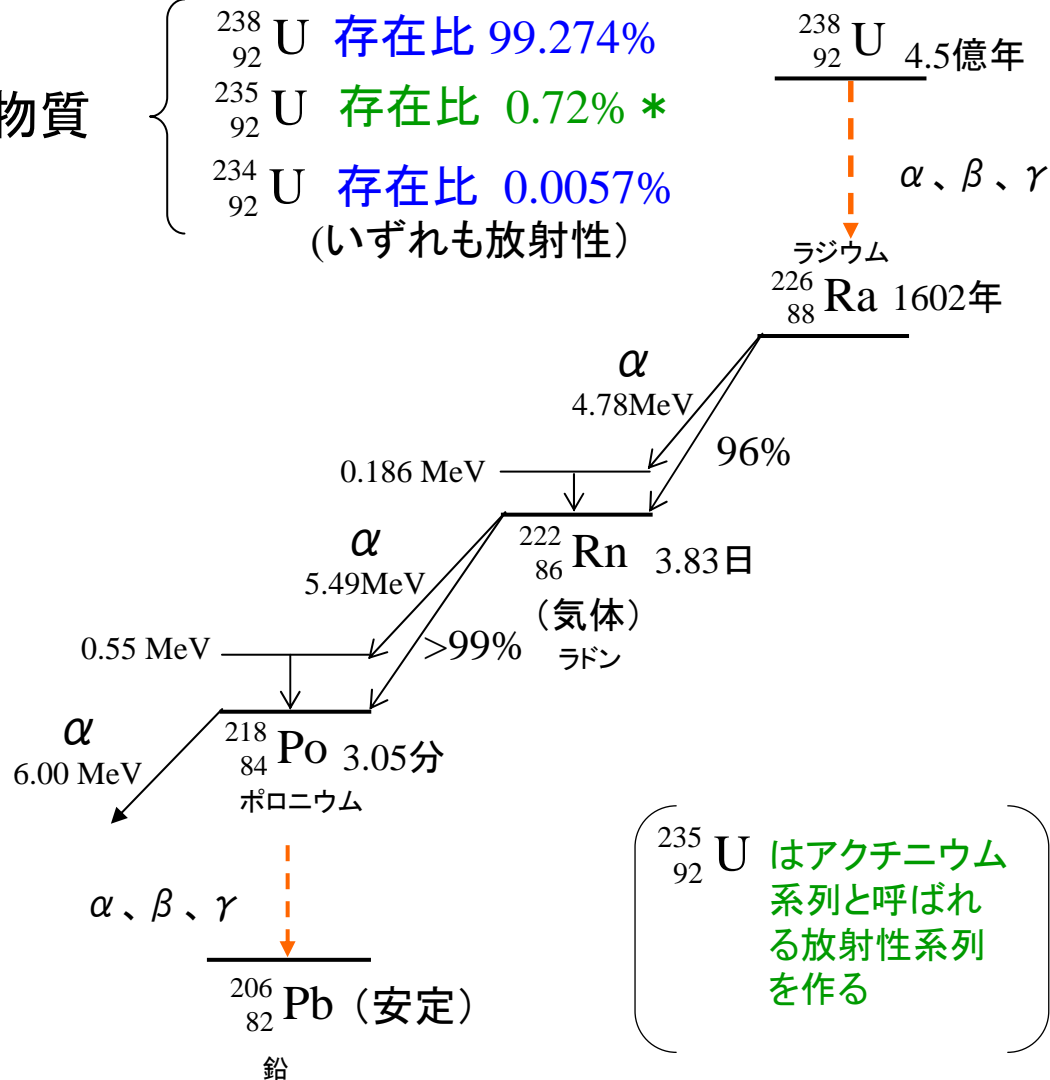 物質
238 92 U 存在比 99.274%
235 92 U 存在比 0.72% *
234 92 U 存在比 0.0057%
(いずれも放射性)
238 92 U 4.5億年
α、β、γ
ラジウム
226 88 Ra 1602年
α
4.78MeV
96%
0.186 MeV
222 86 Rn 3.83日
(気体)
ラドン
α
5.49MeV
>99%
0.55 MeV
218 84 Po 3.05分
ポロニウム
α
6.00 MeV
α、β、γ
206 82 Pb (安定)
鉛
235 92 U はアクチニウム
系列と呼ばれ
る放射性系列
を作る